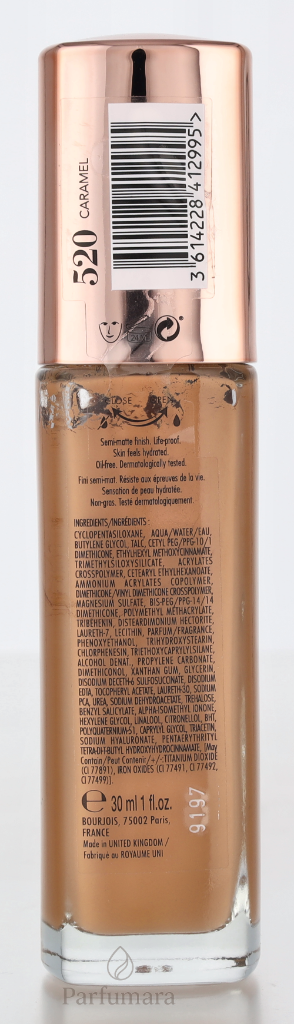 520
CARAMEL
3 614228 412995 >
Semi-matte finish. Life-proof.
Skin feels hydrated.
Oil-free. Dermatologically tested.
Fini semi-mat. Résiste aux épreuves de la vie.
Sensation de peau hydratée.
Non-gras. Testé dermatologiquement.
INGREDIENTS/INGRÉDIENTS:
CYCLOPENTASILOXANE, AQUA/WATER/EAU,
BUTYLENE GLYCOL, TALC, CETYL PEG/PPG-10/1
DIMETHICONE, ETHYLHEXYL METHOXYCINNAMATE,
TRIMETHYLSILOXYSILICATE, ACRYLATES
CROSSPOLYMER, CETEARYL ETHYLHEXANOATE,
AMMONIUM ACRYLATES COPOLYMER,
DIMETHICONE/VINYL DIMETHICONE CROSSPOLYMER,
MAGNESIUM SULFATE, BIS-PEG/PPG-14/14
DIMETHICONE, POLYMETHYL METHACRYLATE,
TRIBEHENIN, DISTEARDIMONIUM HECTORITE,
LAURETH-7, LECITHIN, PARFUM/FRAGRANCE,
PHENOXYETHANOL, TRIHYDROXYSTEARIN,
CHLORPHENESIN, TRIETHOXYCAPRYLYLSILANE,
ALCOHOL DENAT., PROPYLENE CARBONATE,
DIMETHICONOL, XANTHAN GUM, GLYCERIN,
DISODIUM DECETH-6 SULFOSUCCINATE, DISODIUM
EDTA, TOCOPHERYL ACETATE, LAURETH-30, SODIUM
PCA, UREA, SODIUM DEHYDROACETATE, TREHALOSE,
BENZYL SALICYLATE, ALPHA-ISOMETHYL IONONE,
HEXYLENE GLYCOL, LINALOOL, CITRONELLOL, BHT,
POLYQUATERNIUM-51, CAPRYLYL GLYCOL, TRIACETIN,
SODIUM HYALURONATE, PENTAERYTHRITYL
TETRA-DI-T-BUTYL HYDROXYHYDROCINNAMATE, [May
Contain/Peut Contenir/+/-:TITANIUM DIOXIDE
(CI 77891), IRON OXIDES (CI 77491, CI 77492,
CI 77499)].
30 ml 1 fl.oz.
BOURJOIS, 75002 Paris,
FRANCE
Made in UNITED KINGDOM /
Fabriqué au ROYAUME UNI
9197
Parfumara